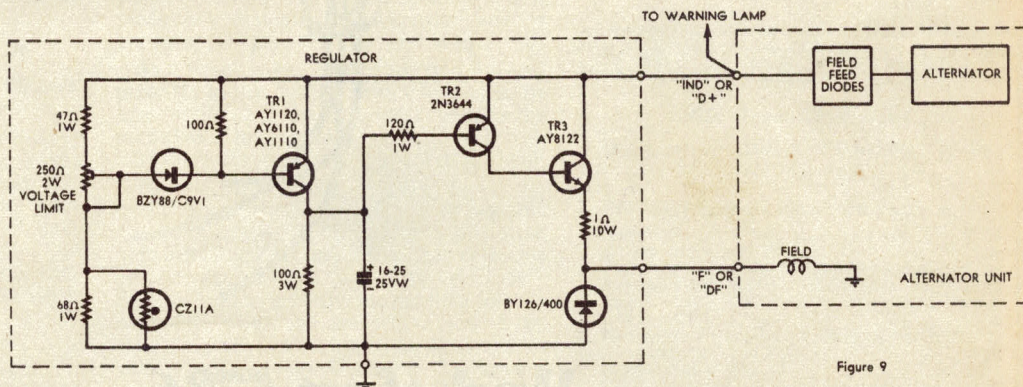 TO WARNING LAMP
REGULATOR
"IND" OR
"D+"
FIELD
FEED
DIODES
ALTERNATOR
47Ω
1W
100Ω
TR1
AY1120,
AY6110,
AY1110
120Ω
1W
TR2
2N3644
TR3
AY8122
250Ω
2W
VOLTAGE
LIMIT
BZY88/C9V1
1Ω
10W
68Ω
1W
CZ11A
100Ω
3W
+ 16-25
- 25VW
BY126/400
"F" OR
"DF"
FIELD
ALTERNATOR UNIT
Figure 9